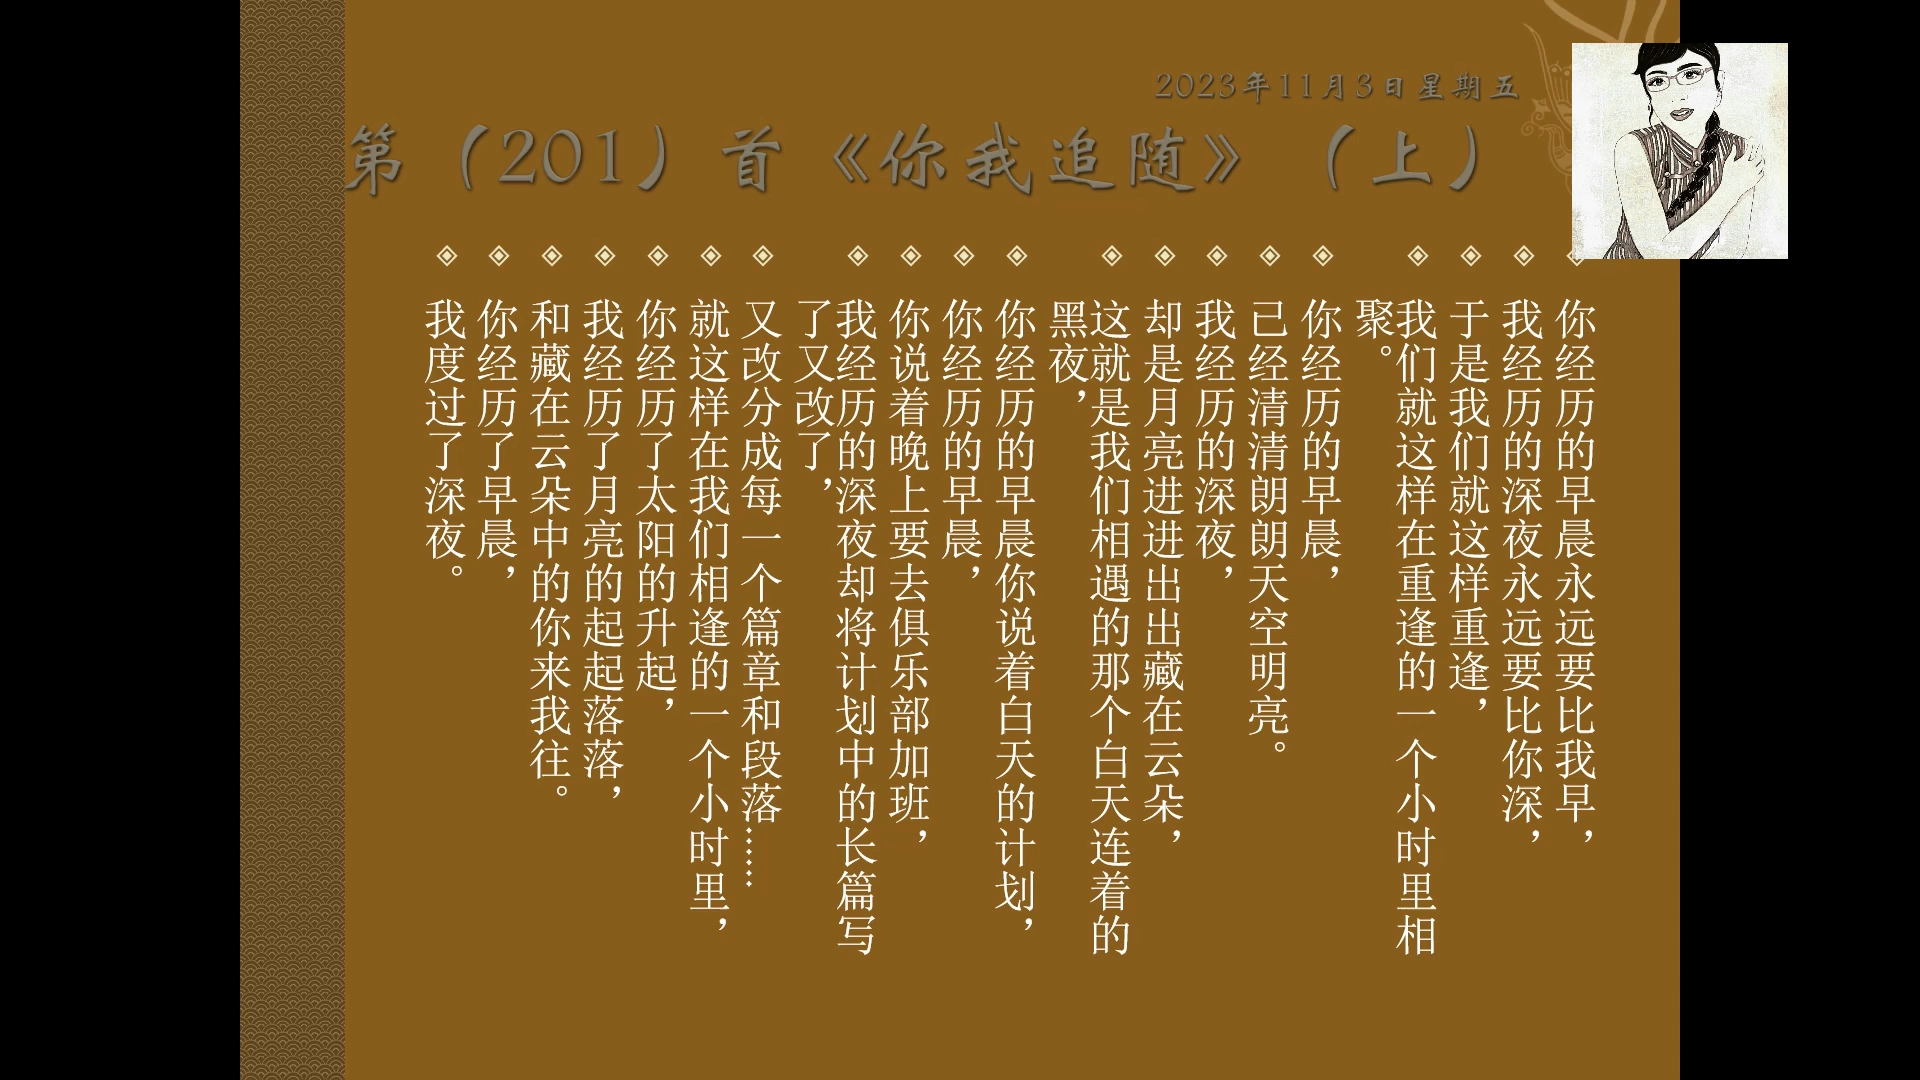 2023年11月3日星期五
第（201）首《你我追随》（上）
你经历的早晨永远要比我早，
我经历的深夜永远要比你深，
于是我们就这样重逢，
我们就这样在重逢的一个小时里相
聚。
你经历的早晨，
已经清清朗朗天空明亮。
我经历的深夜，
却是月亮进进出出藏在云朵，
这就是我们相遇的那个白天连着的
黑夜，
你经历的早晨你说着白天的计划，
你经历的早晨，
你说着晚上要去俱乐部加班，
我经历的深夜却将计划中的长篇写
了又改了，
又改分成每一个篇章和段落……
就这样在我们相逢的一个小时里，
你经历了太阳的升起，
我经历了月亮的起起落落，
和藏在云朵中的你来我往。
你经历了早晨，
我度过了深夜。